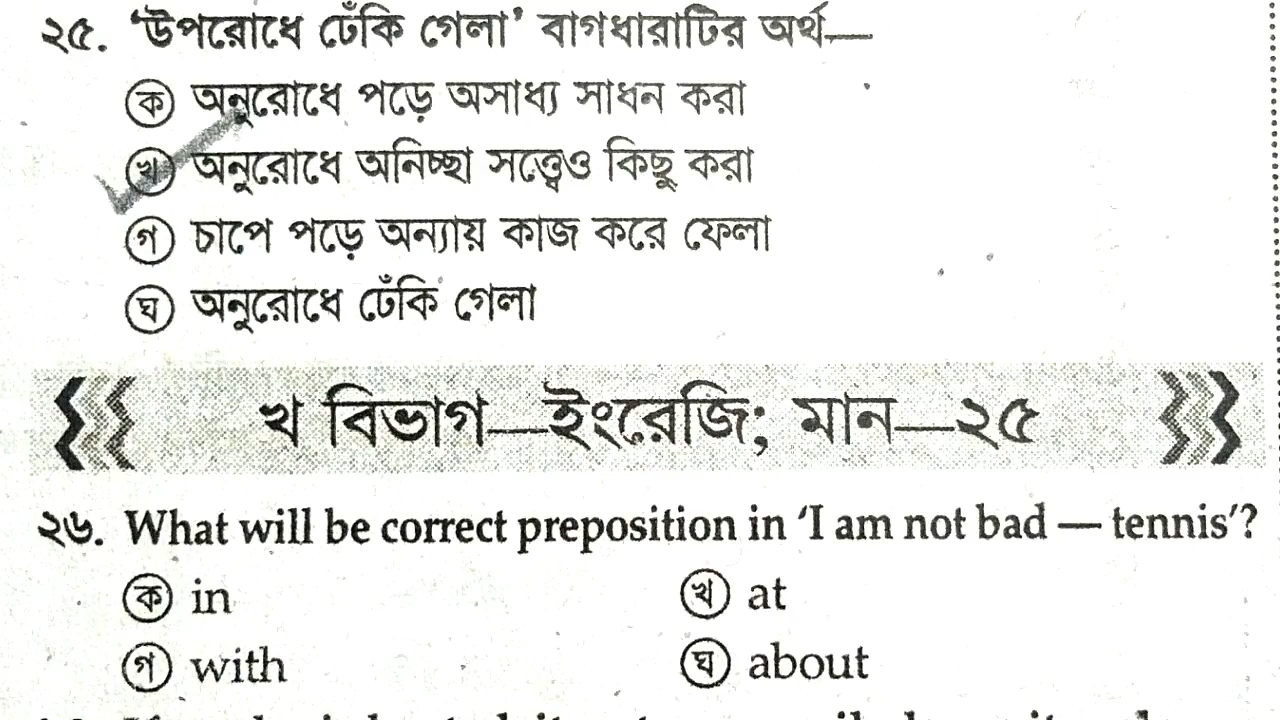 ২৫. ‘উপরোধে ঢেঁকি গেলা’ বাগধারাটির অর্থ—
ক অনুরোধে পড়ে অসাধ্য সাধন করা
খ অনুরোধে অনিচ্ছা সত্ত্বেও কিছু করা
গ চাপে পড়ে অন্যায় কাজ করে ফেলা
ঘ অনুরোধে ঢেঁকি গেলা
খ বিভাগ—ইংরেজি; মান—২৫
২৬. What will be correct preposition in ‘I am not bad — tennis’?
ক in খ at
গ with ঘ about